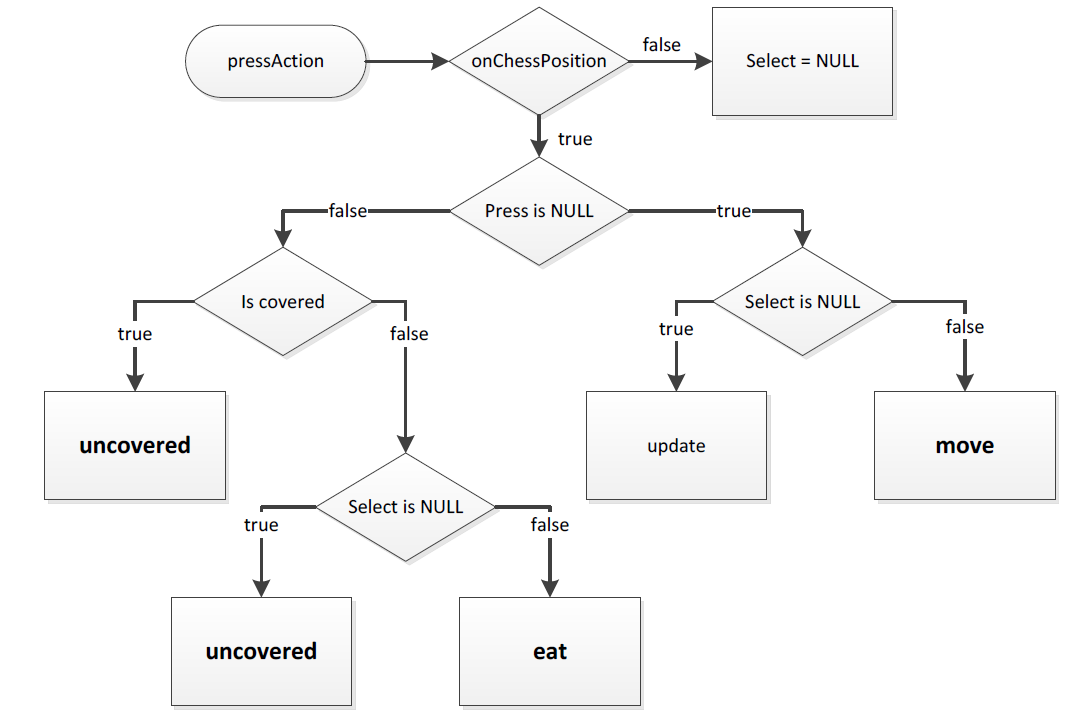 pressAction
onChessPosition
false
Select = NULL
true
Press is NULL
false
true
Is covered
Select is NULL
true
false
true
false
uncovered
update
move
Select is NULL
true
false
uncovered
eat